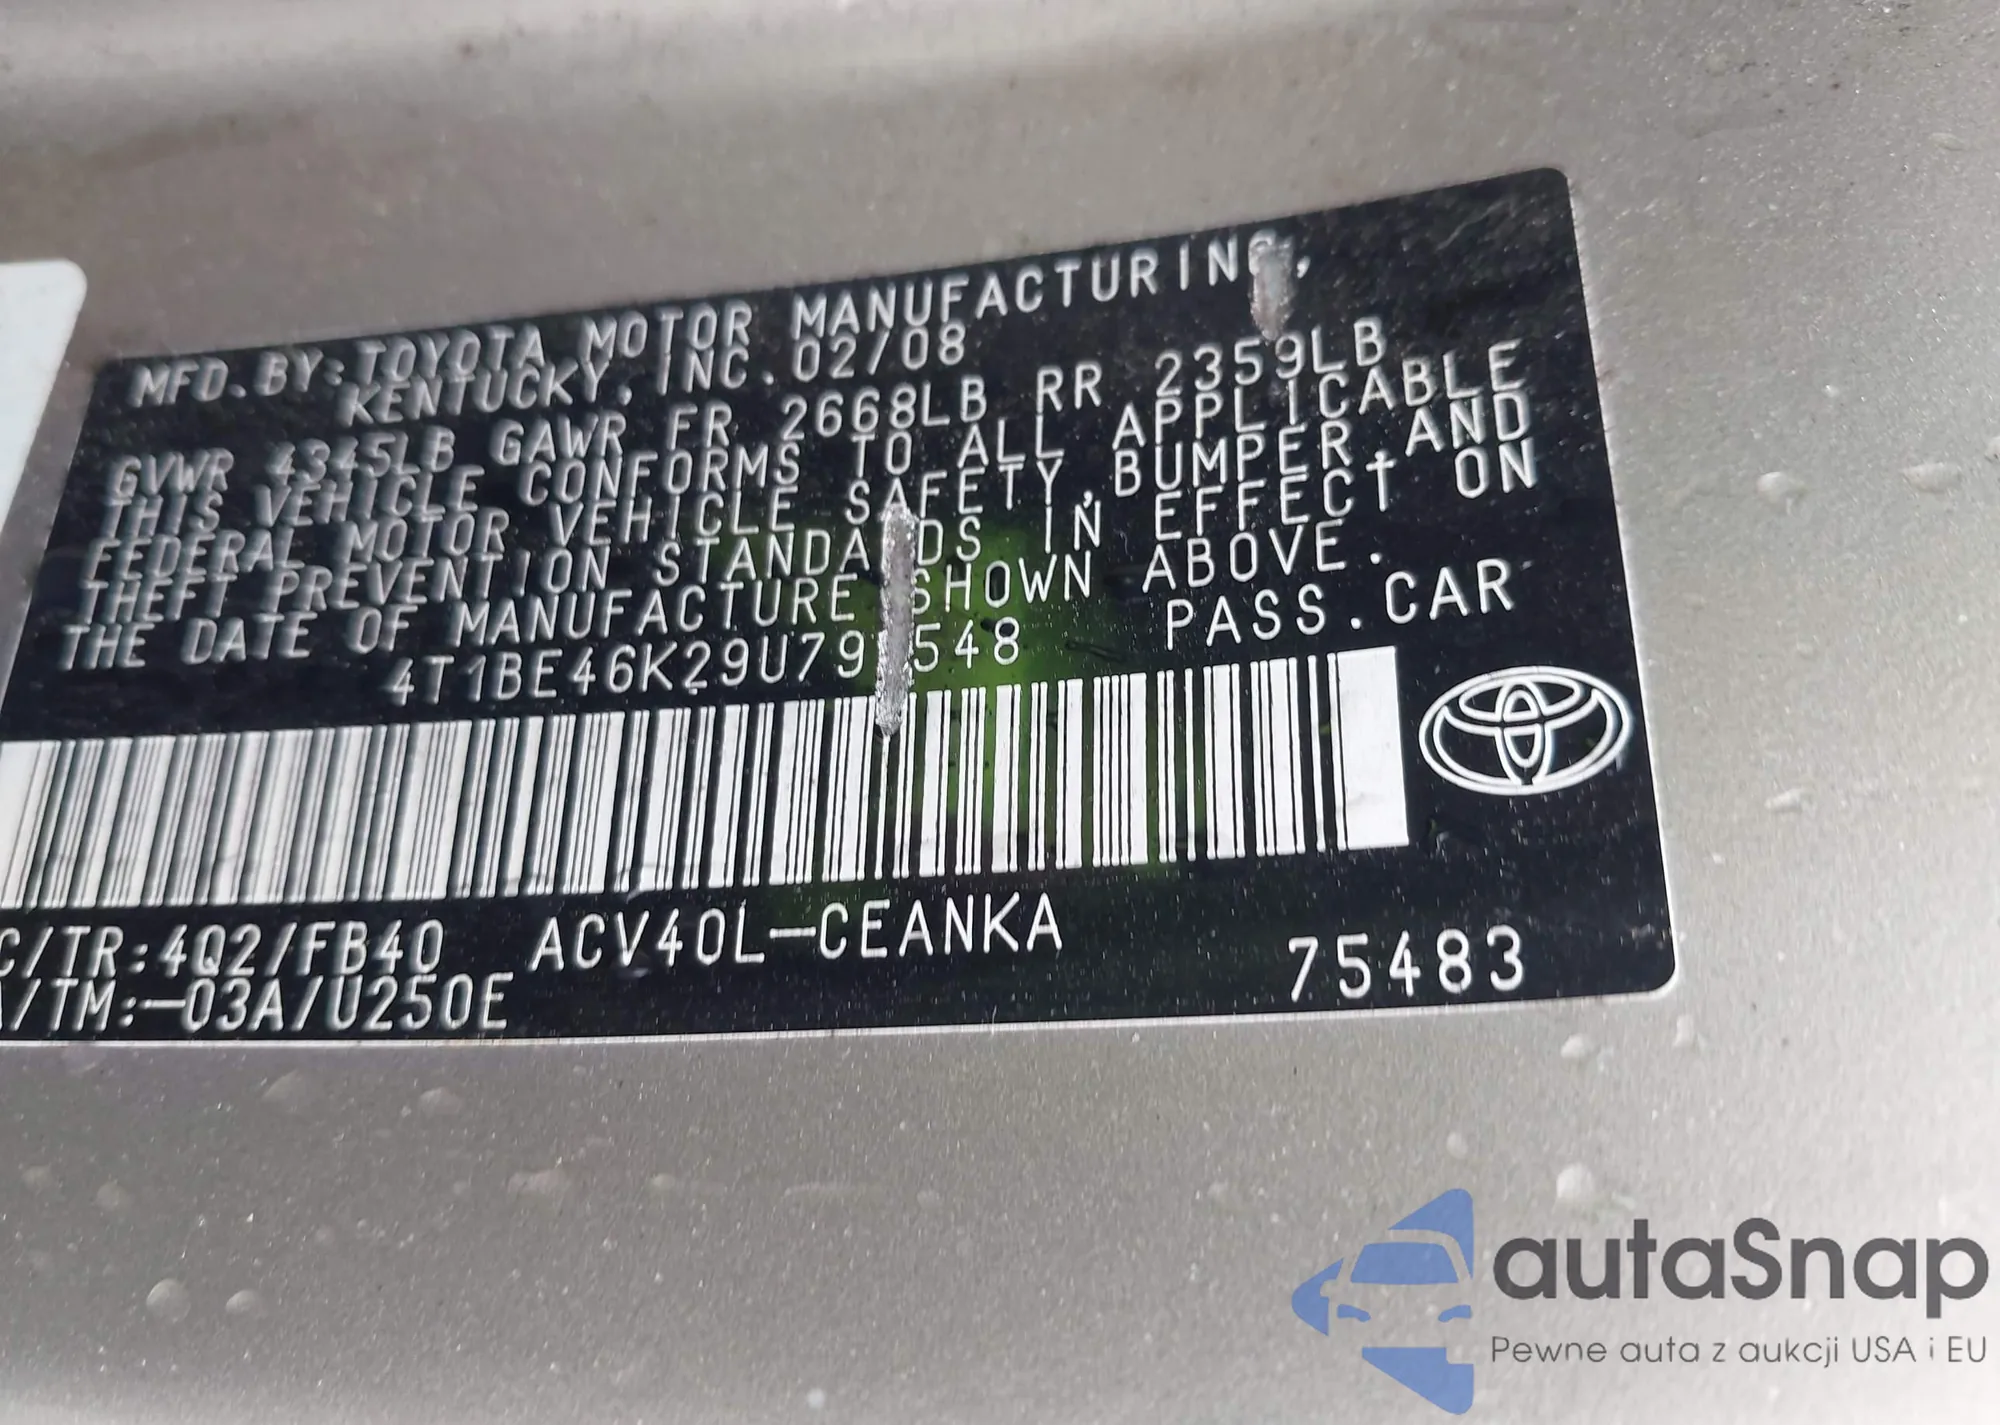 MFD.BY: TOYOTA MOTOR MANUFACTURING,
KENTUCKY, INC. 02/08
GVWR 4345LB GAWR FR 2668LB RR 2359LB
THIS VEHICLE CONFORMS TO ALL APPLICABLE
FEDERAL MOTOR VEHICLE SAFETY, BUMPER, AND
THEFT PREVENTION STANDARDS IN EFFECT ON
THE DATE OF MANUFACTURE SHOWN ABOVE.
PASS.CAR
C/TR:4Q2/FB40 ACV40L-CEANKA
A/TM:-03A/U250E 75483
autaSnap
Pewne auta z aukcji USA i EU